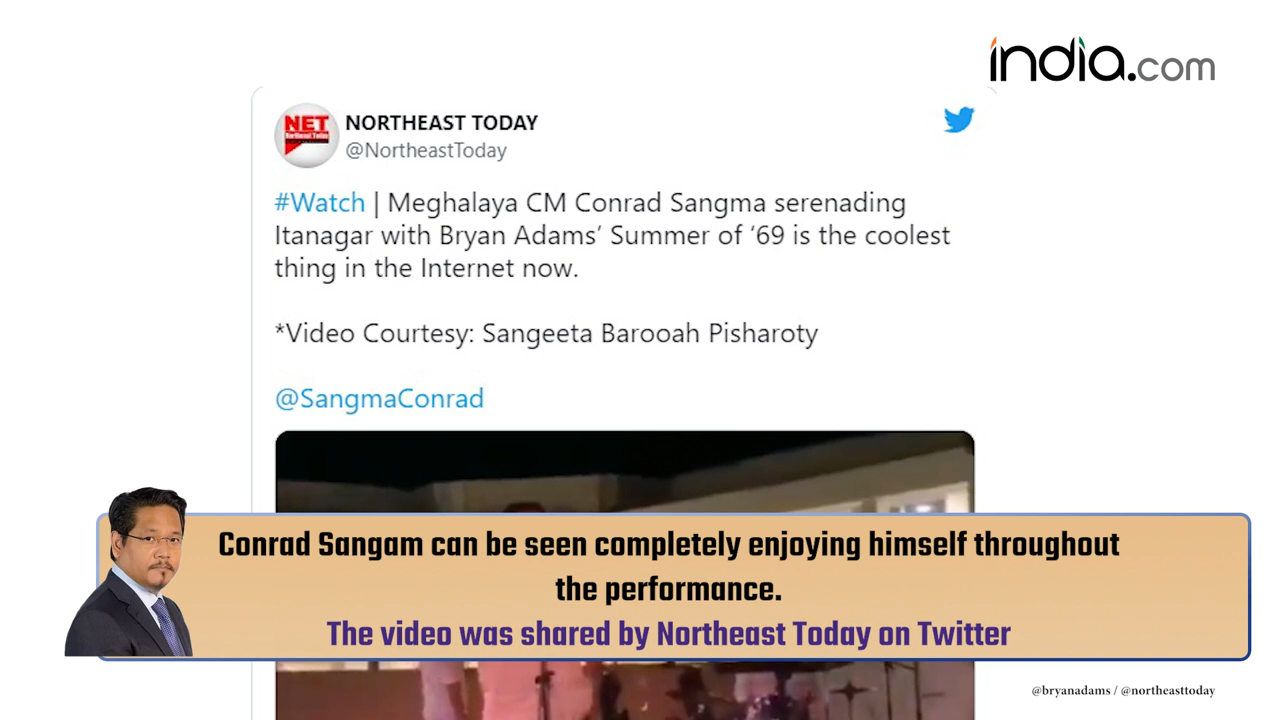 india.com
NET
Northeast Today
NORTHEAST TODAY
@NortheastToday
#Watch | Meghalaya CM Conrad Sangma serenading
Itanagar with Bryan Adams’ Summer of ‘69 is the coolest
thing in the Internet now.
*Video Courtesy: Sangeeta Barooah Pisharoty
@SangmaConrad
Conrad Sangam can be seen completely enjoying himself throughout
the performance.
The video was shared by Northeast Today on Twitter
@bryanadams / @northeasttoday